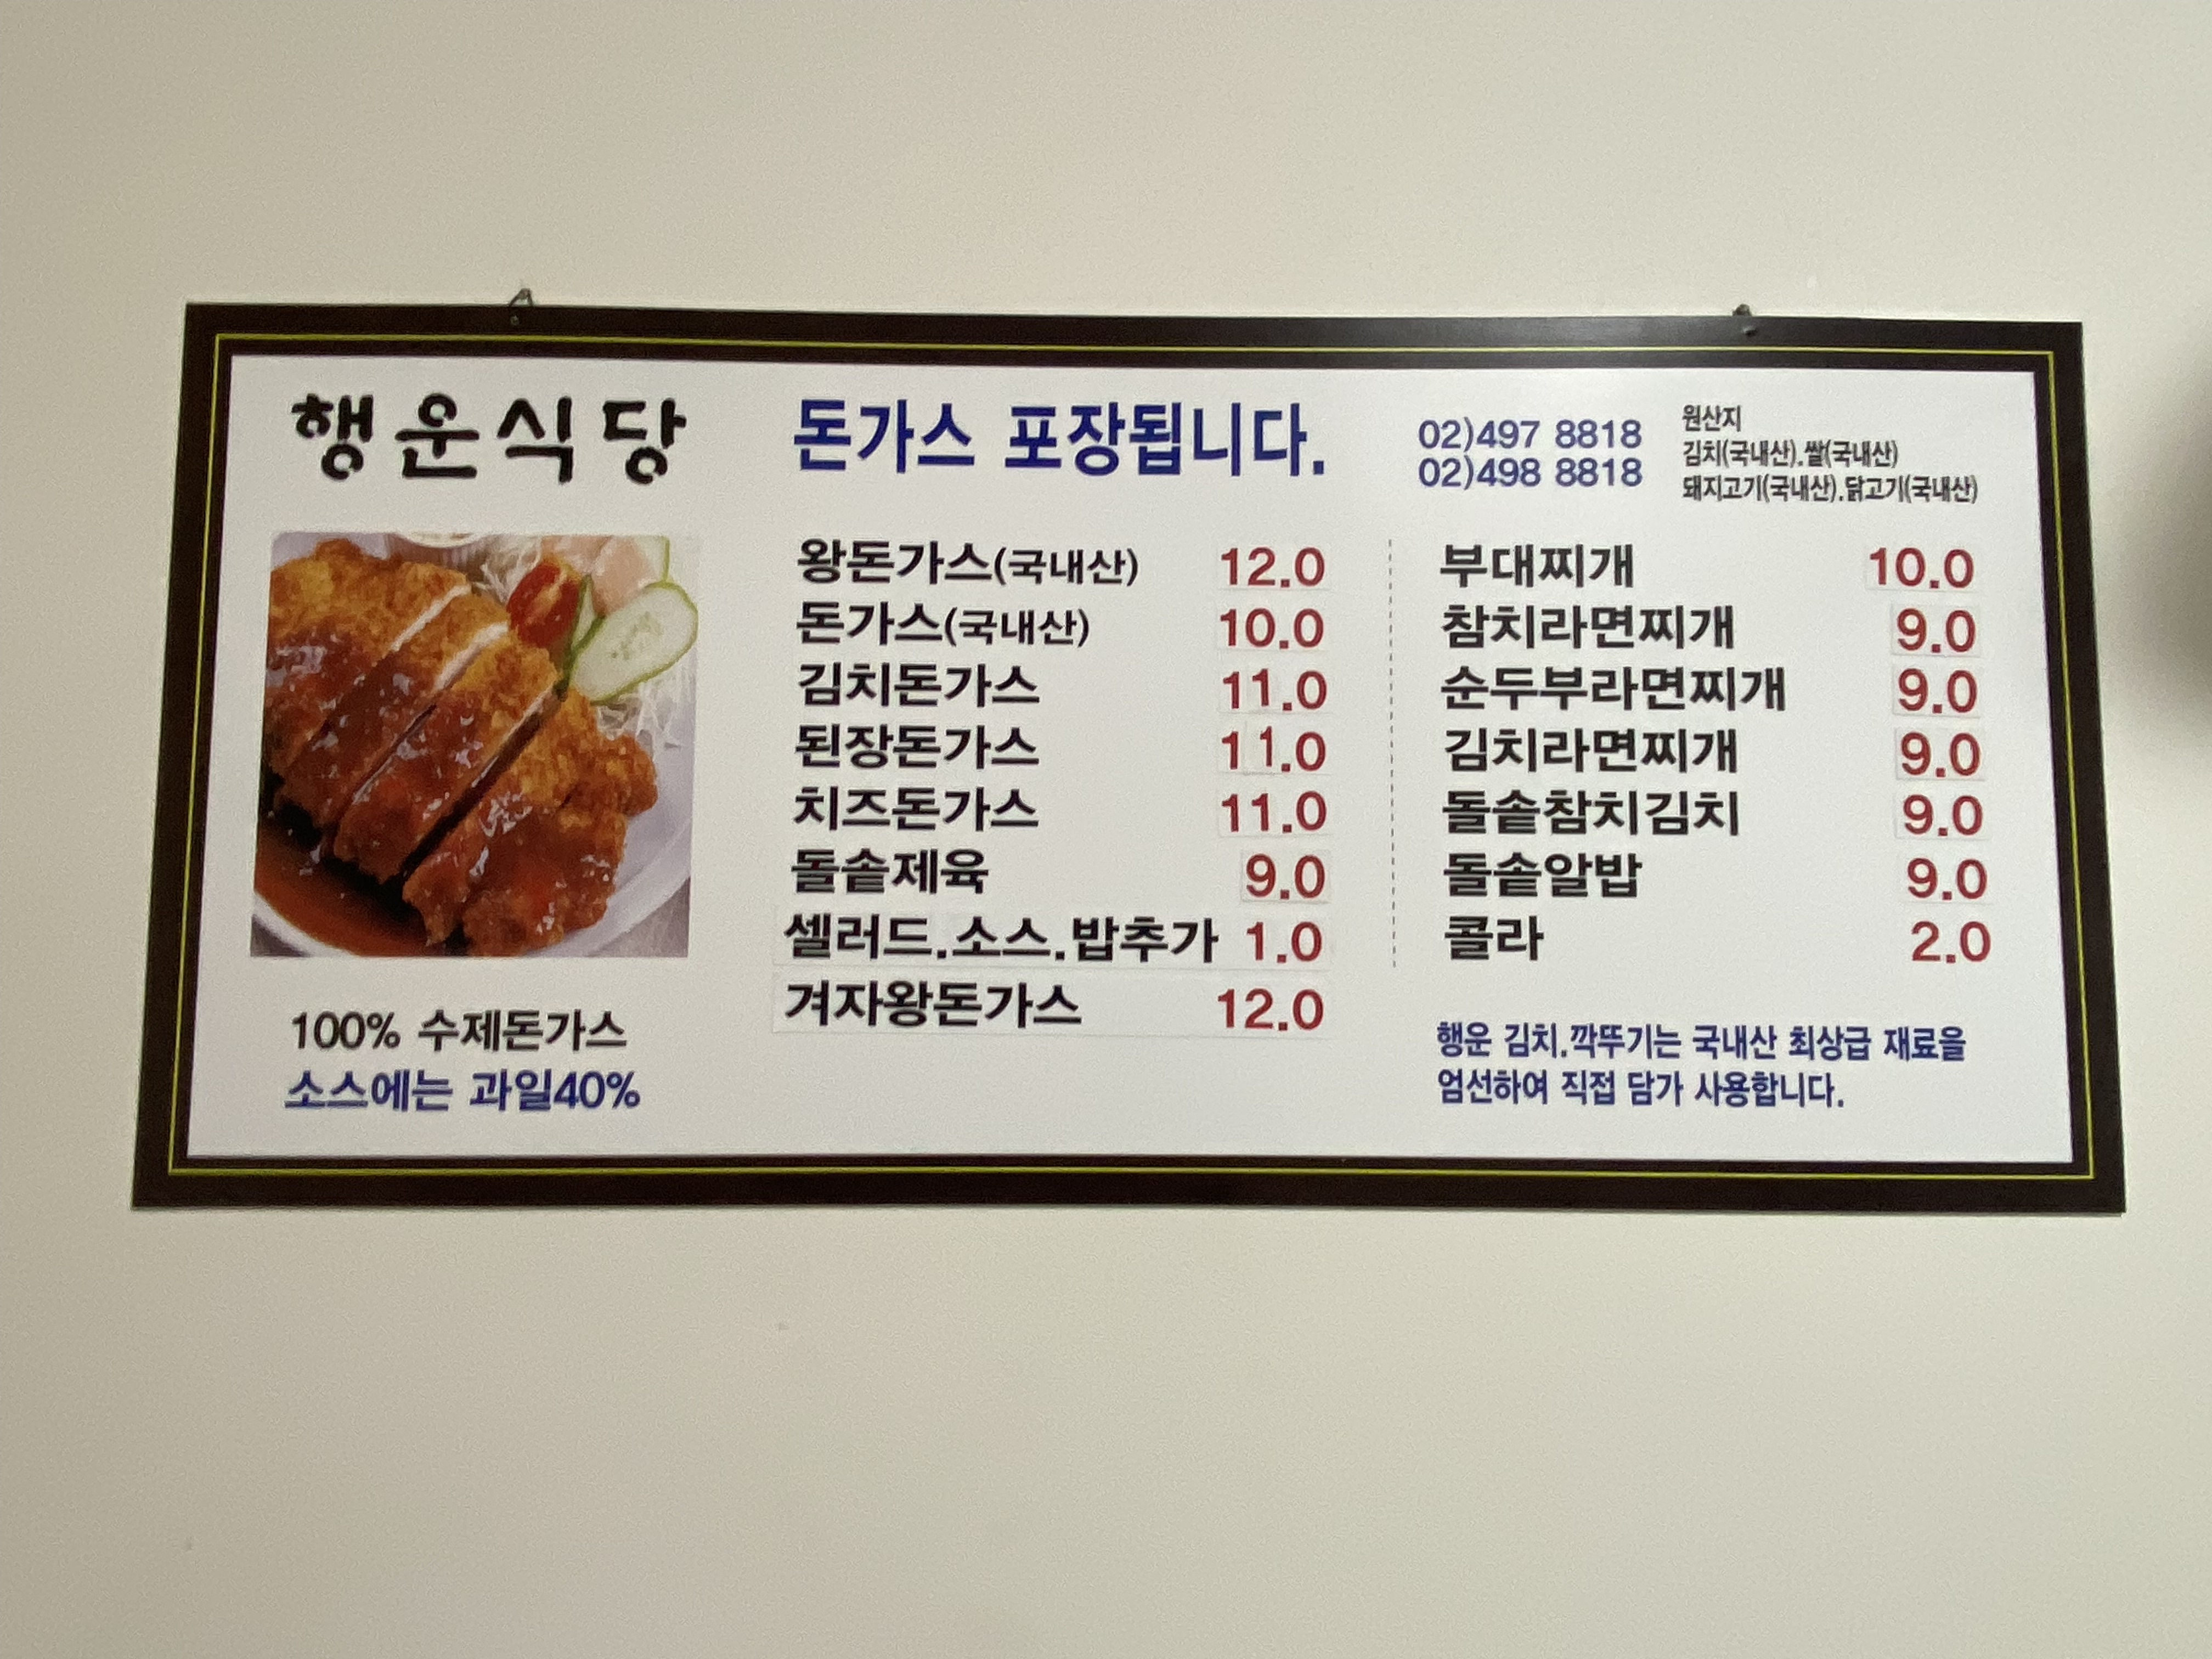 행운식당
돈가스 포장됩니다.
02)497 8818
02)498 8818
원산지
김치(국내산).쌀(국내산)
돼지고기(국내산).닭고기(국내산)
왕돈가스(국내산) 12.0
돈가스(국내산) 10.0
김치돈가스 11.0
된장돈가스 11.0
치즈돈가스 11.0
돌솥제육 9.0
셀러드.소스.밥추가 1.0
겨자왕돈가스 12.0
부대찌개 10.0
참치라면찌개 9.0
순두부라면찌개 9.0
김치라면찌개 9.0
돌솥참치김치 9.0
돌솥알밥 9.0
콜라 2.0
100% 수제돈가스
소스에는 과일40%
행운 김치.깍뚜기는 국내산 최상급 재료을
엄선하여 직접 담가 사용합니다.